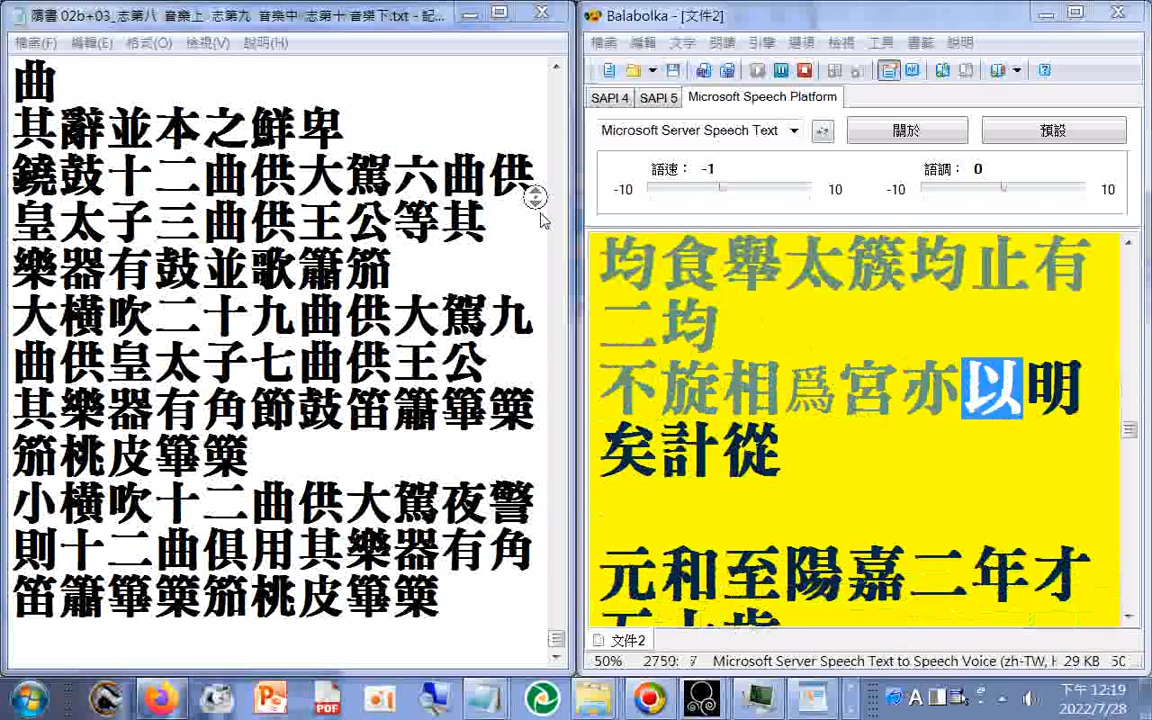 隋書 02b+03_志第八 音樂上 志第九 音樂中 志第十 音樂下.txt - 記...
檔案(F) 編輯(E) 格式(O) 檢視(V) 說明(H)
曲
其辭並本之鮮卑
鐃鼓十二曲供大駕六曲供
皇太子三曲供王公等其
樂器有鼓並歌簫笳
大橫吹二十九曲供大駕九
曲供皇太子七曲供王公
其樂器有角節鼓笛簫篳篥
笳桃皮篳篥
小橫吹十二曲供大駕夜警
則十二曲俱用其樂器有角
笛簫篳篥笳桃皮篳篥
Balabolka - [文件2]
檔案 編輯 文字 朗讀 引擎 選項 檢視 工具 書籤 說明
SAPI 4 SAPI 5 Microsoft Speech Platform
Microsoft Server Speech Text 關於 預設
語速： -1 語調： 0
-10 10 -10 10
均食舉太簇均止有
二均
不旋相爲宮亦以明
矣計從
元和至陽嘉二年才
五十歲
文件2
50% 2750: 7 Microsoft Server Speech Text to Speech Voice (zh-TW, H 29 KB 50
PDF
A
下午 12:19
2022/7/28